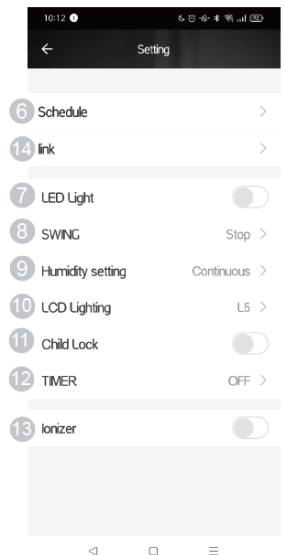 10:12
Setting
6 Schedule
14 link
7 LED Light
8 SWING Stop
9 Humidity setting Continuous
10 LCD Lighting L5
11 Child Lock
12 TIMER OFF
13 Ionizer